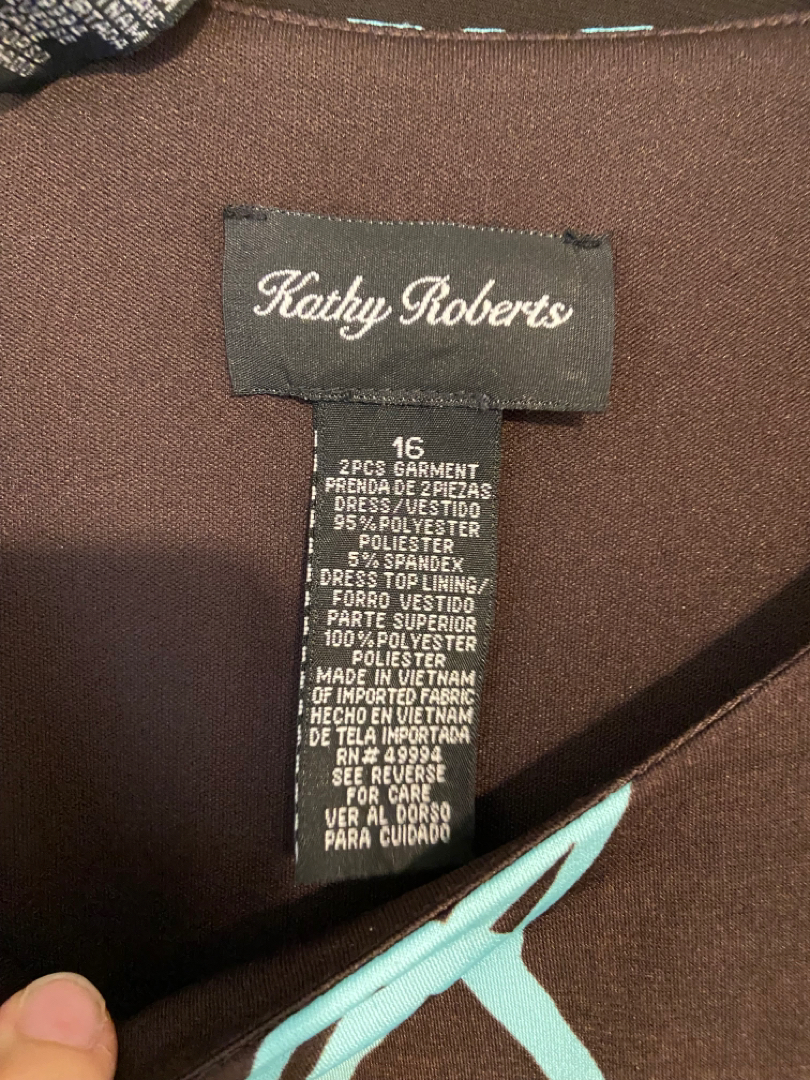 Kathy Roberts
16
2PCS GARMENT
PRENDA DE 2 PIEZAS
DRESS/VESTIDO
95%POLYESTER
POLIESTER
5%SPANDEX
DRESS TOP LINING/
FORRO VESTIDO
PARTE SUPERIOR
100%POLYESTER
POLIESTER
MADE IN VIETNAM
OF IMPORTED FABRIC
HECHO EN VIETNAM
DE TELA IMPORTADA
RN# 49994
SEE REVERSE
FOR CARE
VER AL DORSO
PARA CUIDADO